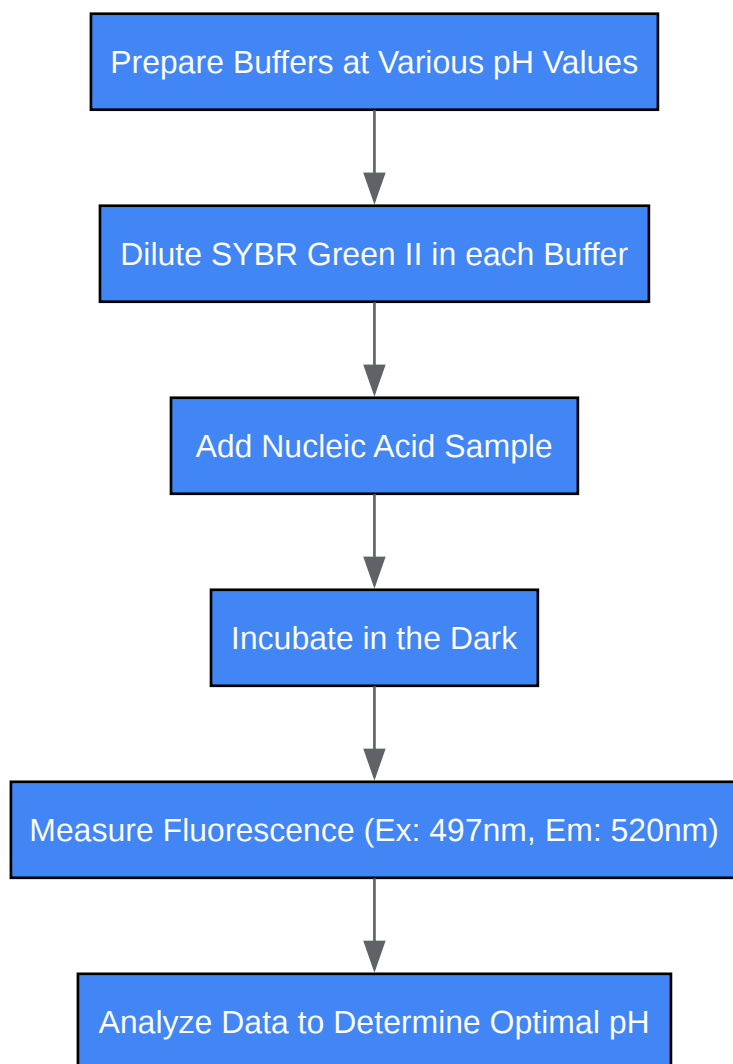 Prepare Buffers at Various pH Values
Dilute SYBR Green II in each Buffer
Add Nucleic Acid Sample
Incubate in the Dark
Measure Fluorescence (Ex: 497nm, Em: 520nm)
Analyze Data to Determine Optimal pH